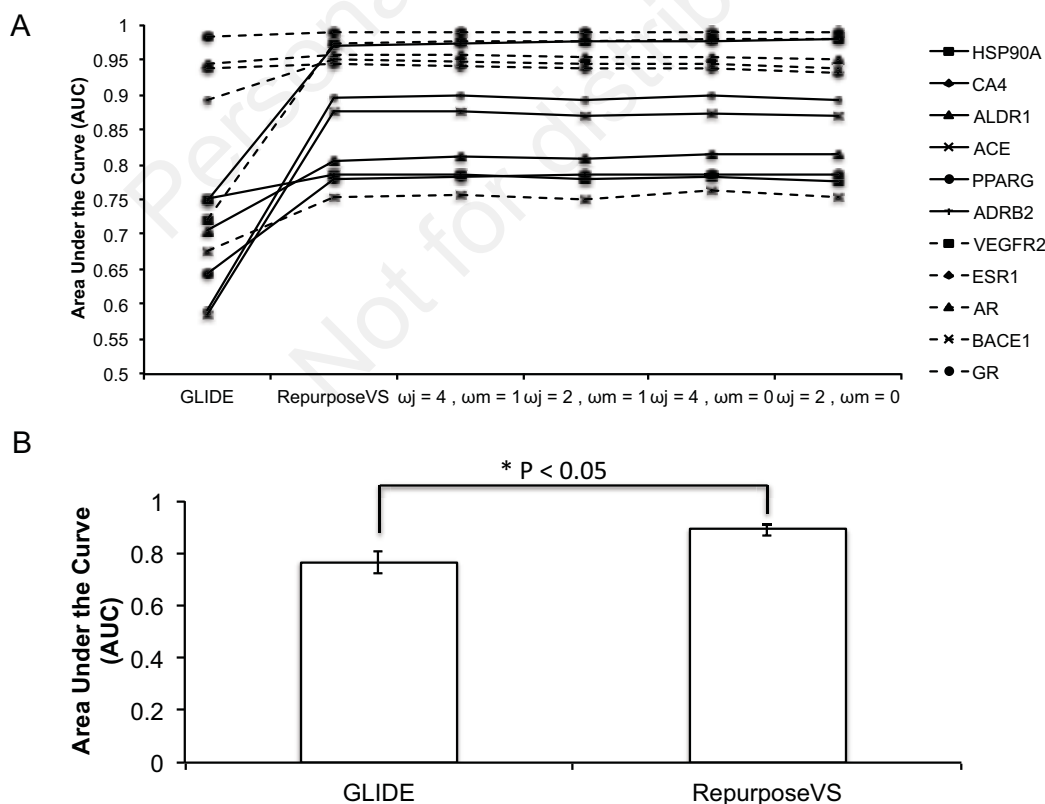 A
Area Under the Curve (AUC)
1
0.95
0.9
0.85
0.8
0.75
0.7
0.65
0.6
0.55
0.5
GLIDE RepurposeVS ωj = 4 , ωm = 1 ωj = 2 , ωm = 1 ωj = 4 , ωm = 0 ωj = 2 , ωm = 0
HSP90A
CA4
ALDR1
ACE
PPARG
ADRB2
VEGFR2
ESR1
AR
BACE1
GR
Not for distrib
B
* P < 0.05
Area Under the Curve
(AUC)
1
0.8
0.6
0.4
0.2
0
GLIDE RepurposeVS